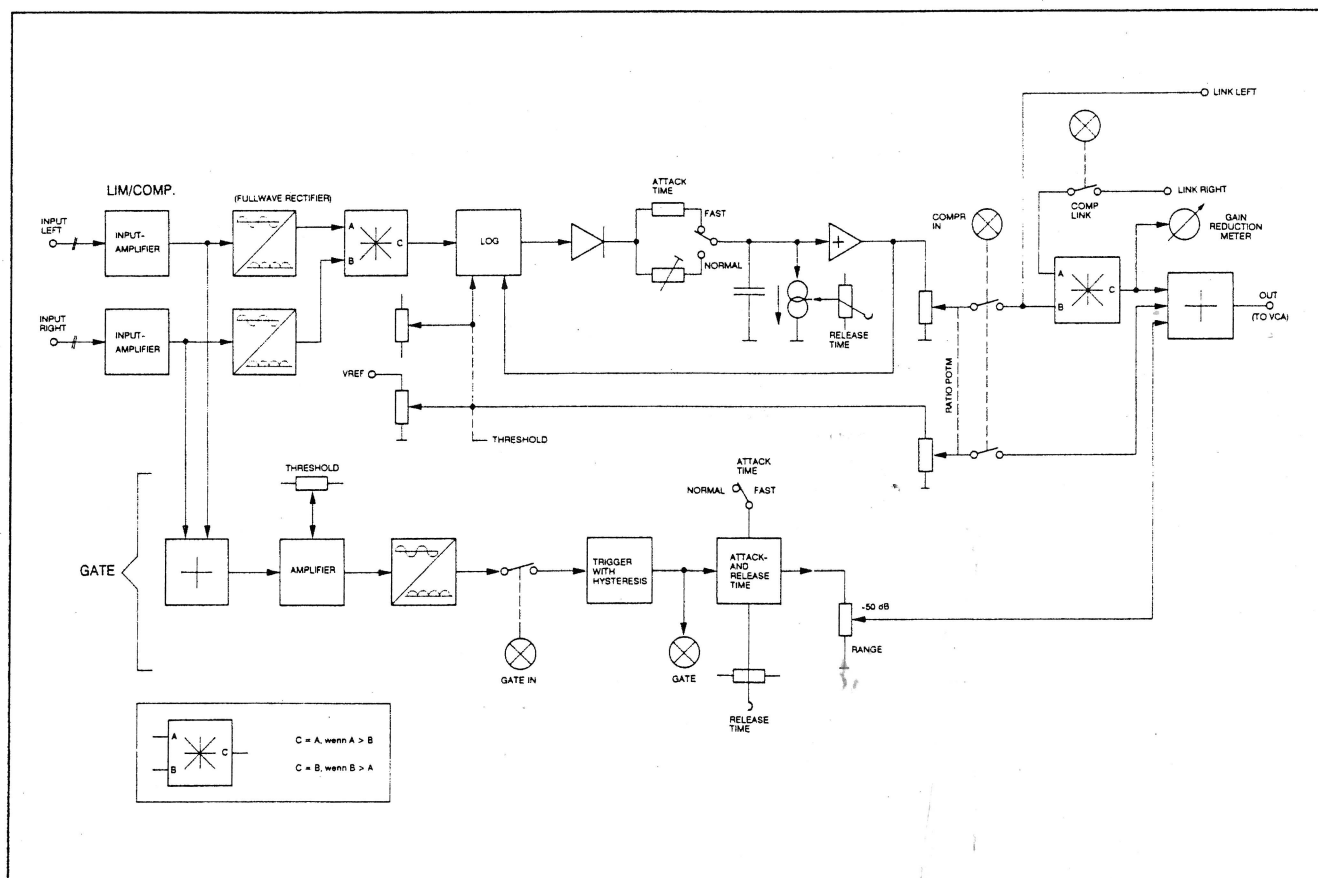 LINK LEFT
LIM/COMP.
(FULLWAVE RECTIFIER)
ATTACK
TIME
FAST
NORMAL
COMPR
IN
COMP
LINK
LINK RIGHT
GAIN
REDUCTION
METER
INPUT
LEFT
INPUT-
AMPLIFIER
A
B
C
LOG
A
B
C
OUT
(TO VCA)
INPUT
RIGHT
INPUT-
AMPLIFIER
RELEASE
TIME
VREF
RATIO POTM
THRESHOLD
GATE
THRESHOLD
AMPLIFIER
TRIGGER
WITH
HYSTERESIS
ATTACK
TIME
NORMAL
FAST
ATTACK-
AND
RELEASE
TIME
-50 dB
RANGE
GATE IN
GATE
RELEASE
TIME
A
B
C
C = A, wenn A > B
C = B, wenn B > A